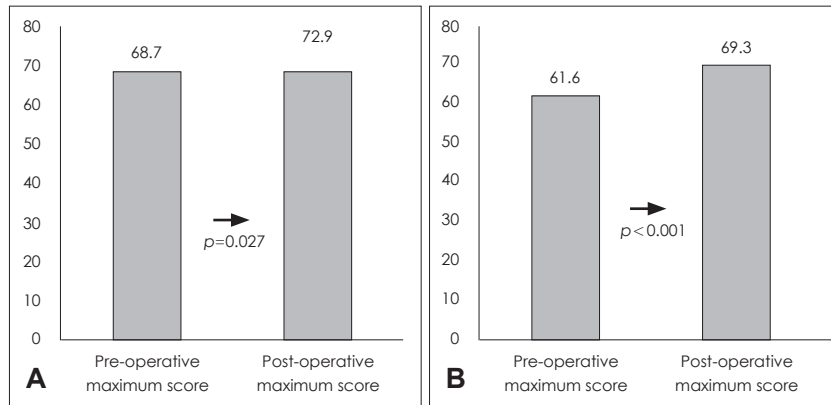 80
70
60
50
40
30
20
10
0
68.7
72.9
p=0.027
Pre-operative
maximum score
Post-operative
maximum score
A
80
70
60
50
40
30
20
10
0
61.6
69.3
p<0.001
Pre-operative
maximum score
Post-operative
maximum score
B